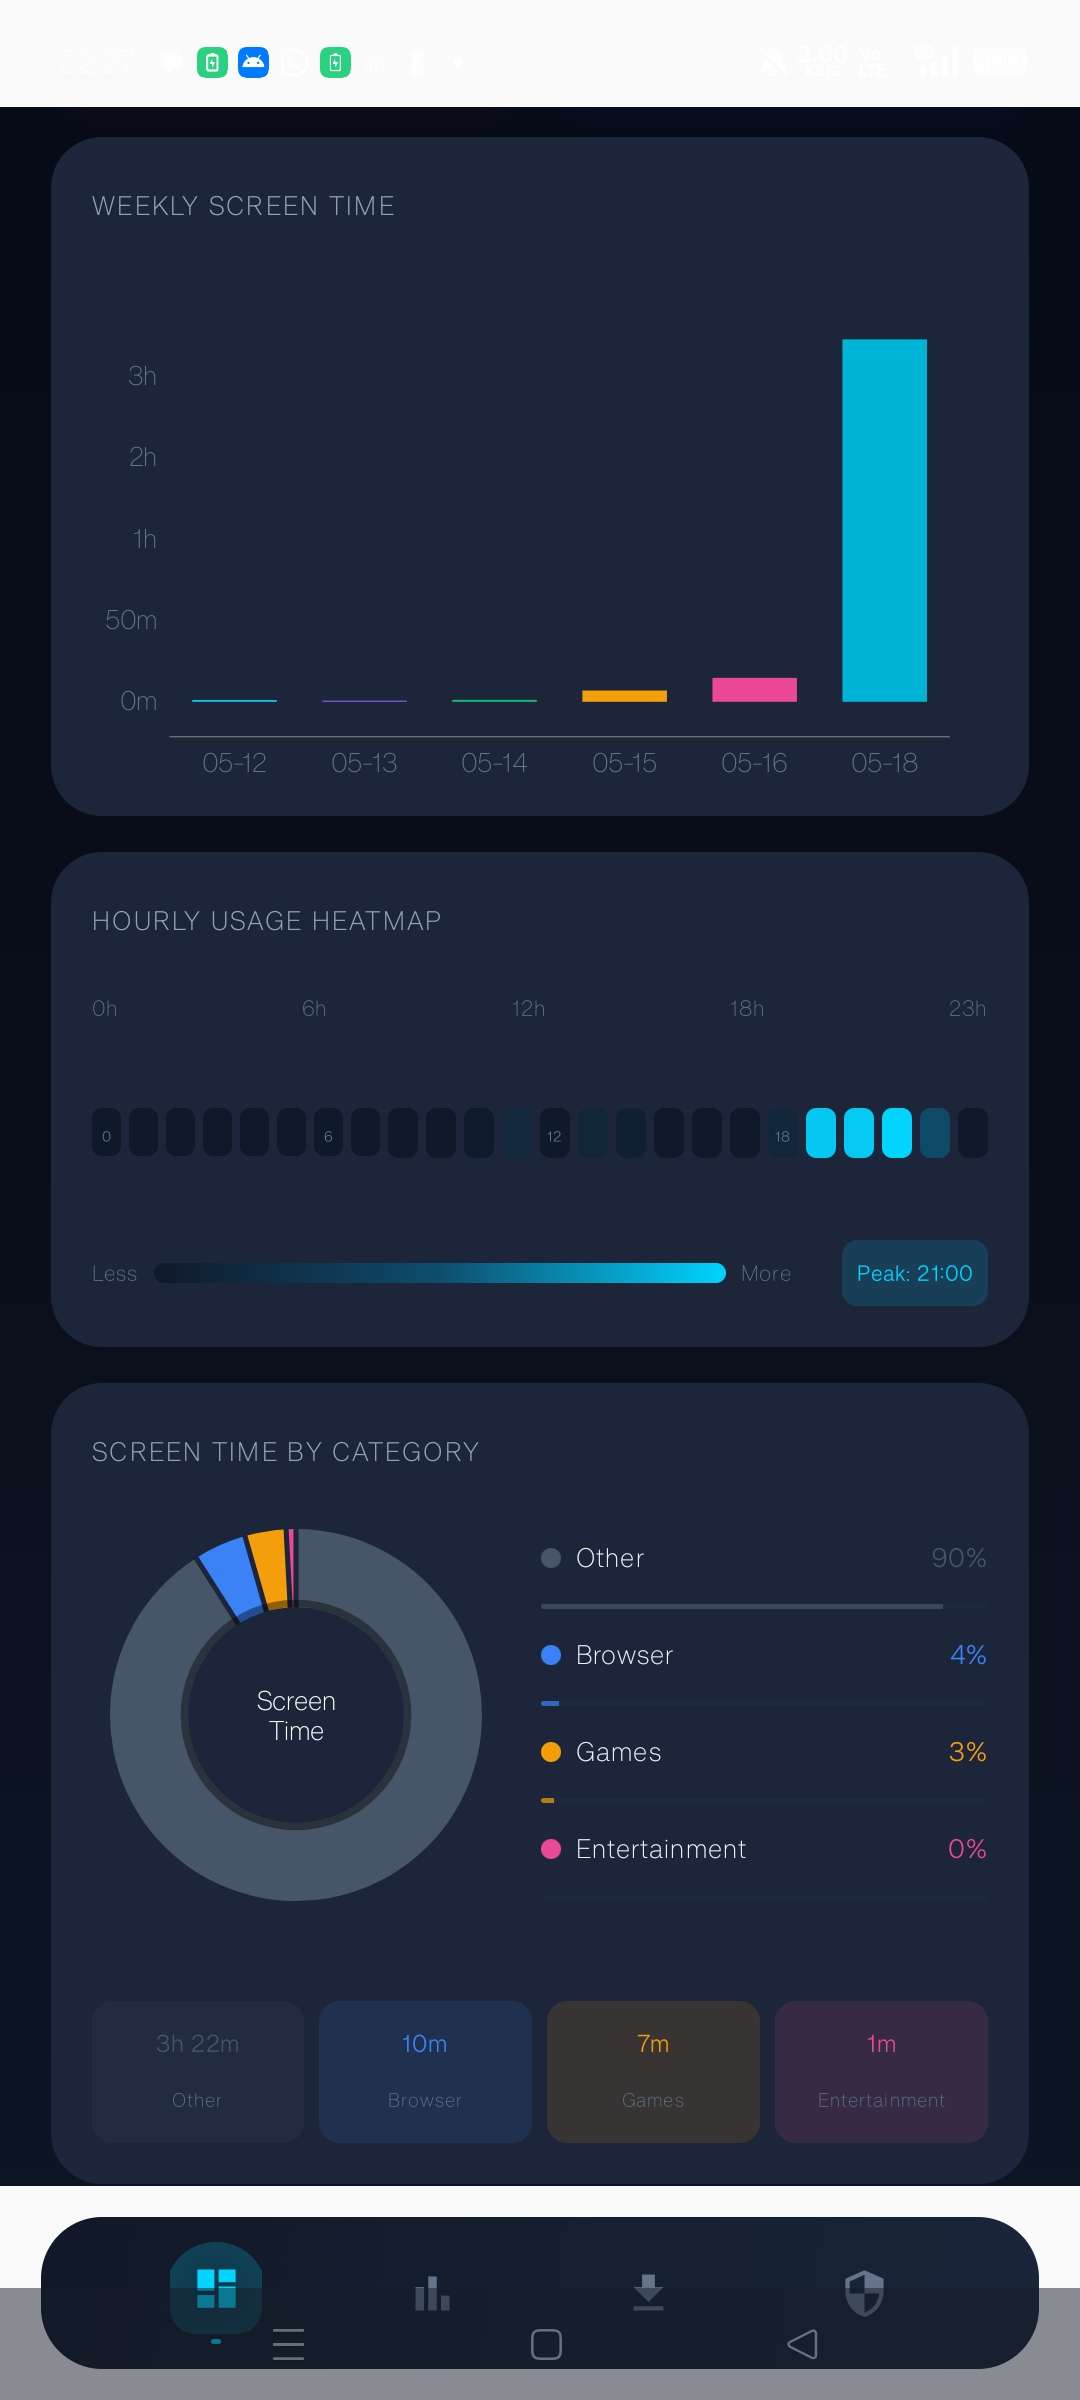 WEEKLY SCREEN TIME
3h
2h
1h
50m
0m
05-12 05-13 05-14 05-15 05-16 05-18
HOURLY USAGE HEATMAP
0h 6h 12h 18h 23h
0 6 12 18
Less More Peak: 21:00
SCREEN TIME BY CATEGORY
Other 90%
Browser 4%
Games 3%
Entertainment 0%
Screen
Time
3h 22m 10m 7m 1m
Other Browser Games Entertainment